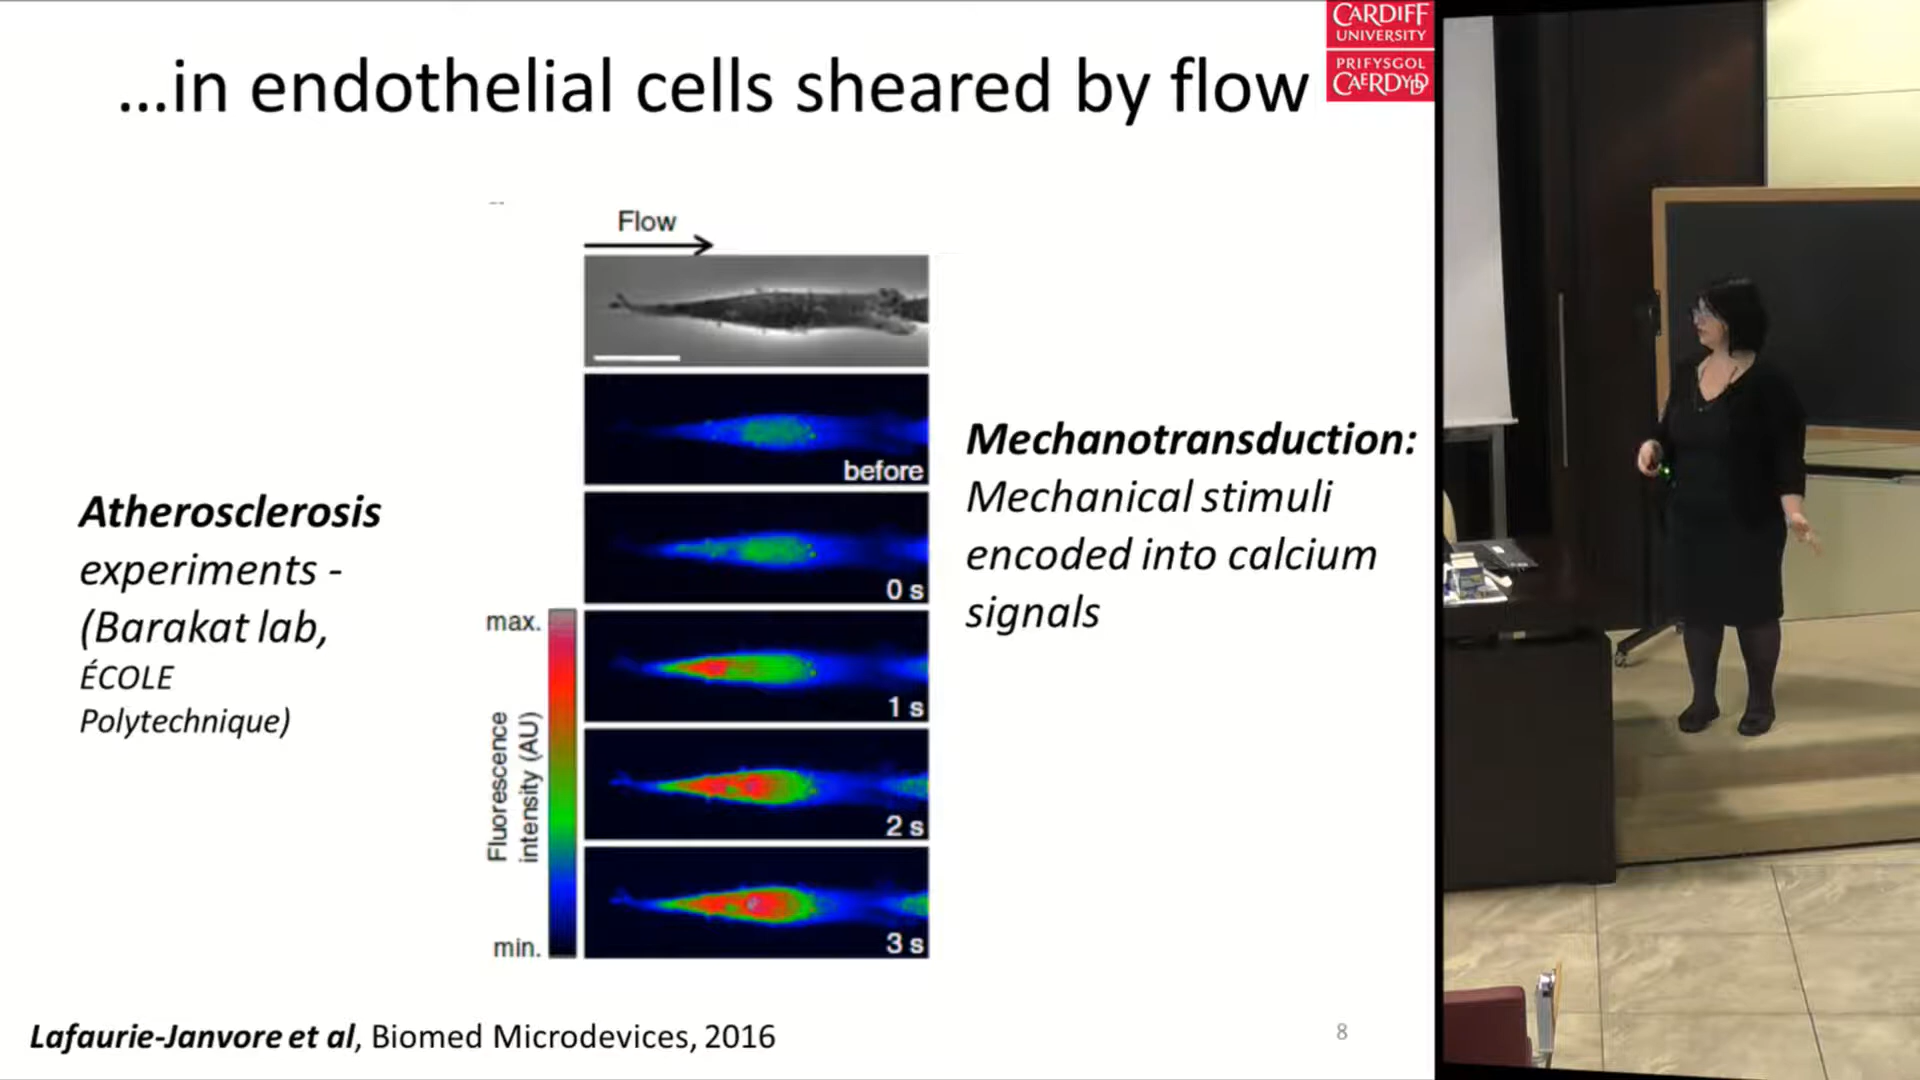 CARDIFF
UNIVERSITY
PRIFYSGOL
CAERDYDD
...in endothelial cells sheared by flow
Flow
before
0 s
1 s
2 s
3 s
max.
Fluorescence
intensity (AU)
min.
Atherosclerosis
experiments -
(Barakat lab,
ÉCOLE
Polytechnique)
Mechanotransduction:
Mechanical stimuli
encoded into calcium
signals
Lafaurie-Janvore et al, Biomed Microdevices, 2016
8